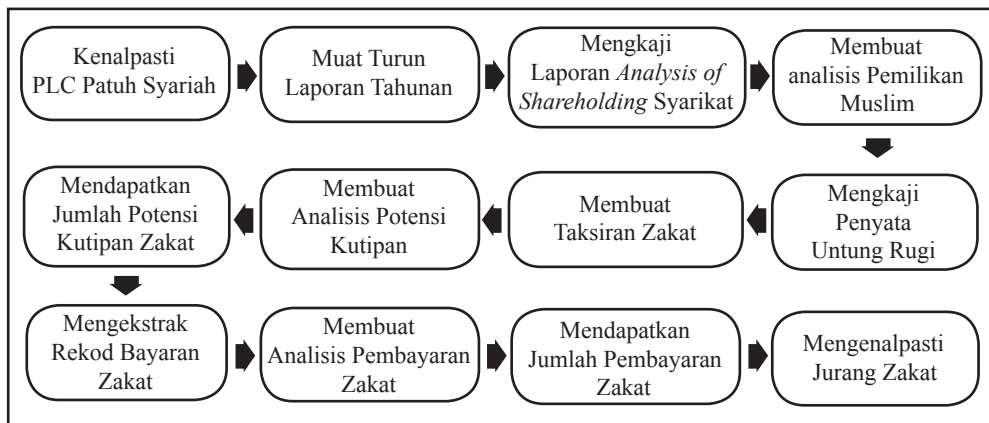 Kenalpasti
PLC Patuh Syariah
Muat Turun
Laporan Tahunan
Mengkaji
Laporan Analysis of
Shareholding Syarikat
Membuat
analisis Pemilikan
Muslim
Mengkaji
Penyata
Untung Rugi
Membuat
Taksiran Zakat
Membuat
Analisis Potensi
Kutipan
Mendapatkan
Jumlah Potensi
Kutipan Zakat
Mengekstrak
Rekod Bayaran
Zakat
Membuat
Analisis Pembayaran
Zakat
Mendapatkan
Jumlah Pembayaran
Zakat
Mengenalpasti
Jurang Zakat